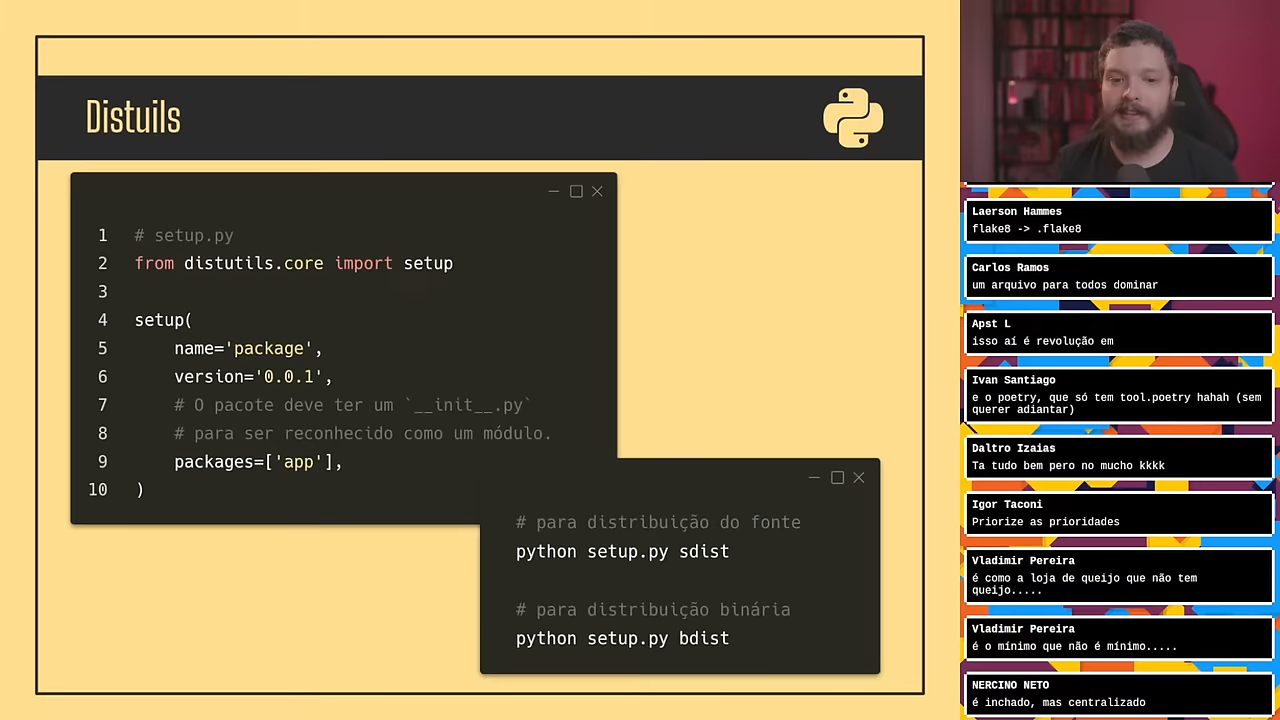 Distuils
1 # setup.py
2 from distutils.core import setup
3
4 setup(
5 name='package',
6 version='0.0.1',
7 # O pacote deve ter um `__init__.py`
8 # para ser reconhecido como um módulo.
9 packages=['app'],
10 )
# para distribuição do fonte
python setup.py sdist
# para distribuição binária
python setup.py bdist
Laerson Hammes
flake8 -> .flake8
Carlos Ramos
um arquivo para todos dominar
Apst L
isso aí é revolução em
Ivan Santiago
e o poetry, que só tem tool.poetry hahah (sem
querer adiantar)
Daltro Izaias
Ta tudo bem pero no mucho kkkk
Igor Taconi
Priorize as prioridades
Vladimir Pereira
é como a loja de queijo que não tem
queijo.....
Vladimir Pereira
é o mínimo que não é mínimo.....
NERCINO NETO
é inchado, mas centralizado